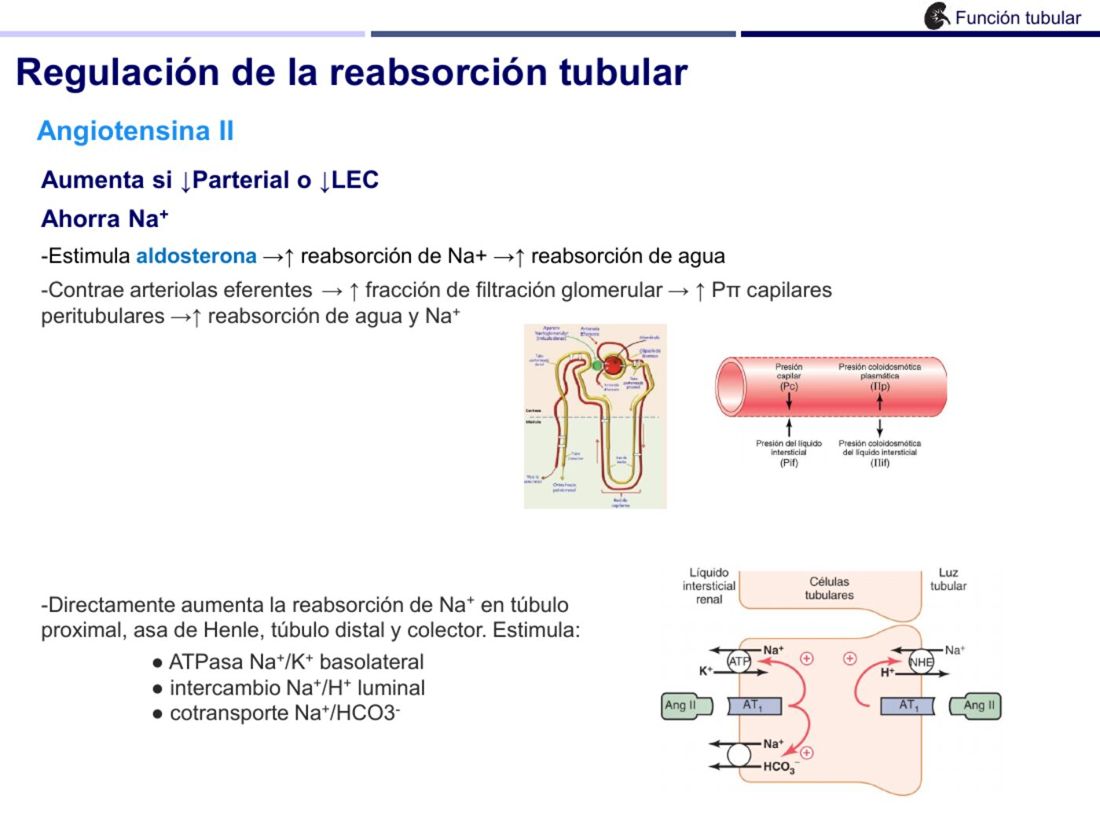 Función tubular
Regulación de la reabsorción tubular
Angiotensina II
Aumenta si ↓Parterial o ↓LEC
Ahorra Na⁺
-Estimula aldosterona →↑ reabsorción de Na+ →↑ reabsorción de agua
-Contrae arteriolas eferentes → ↑ fracción de filtración glomerular → ↑ Pπ capilares
peritubulares →↑ reabsorción de agua y Na⁺
Corteza
Médula
Presión
capilar
(Pc)
Presión coloidosmótica
plasmática
(Πp)
Presión del líquido
intersticial
(Pif)
Presión coloidosmótica
del líquido intersticial
(Πif)
-Directamente aumenta la reabsorción de Na⁺ en túbulo
proximal, asa de Henle, túbulo distal y colector. Estimula:
● ATPasa Na⁺/K⁺ basolateral
● intercambio Na⁺/H⁺ luminal
● cotransporte Na⁺/HCO3⁻
Líquido
intersticial
renal
Células
tubulares
Luz
tubular
Na⁺
ATP
K⁺
Na⁺
NHE
H⁺
Ang II
AT₁
AT₁
Ang II
Na⁺
HCO₃⁻